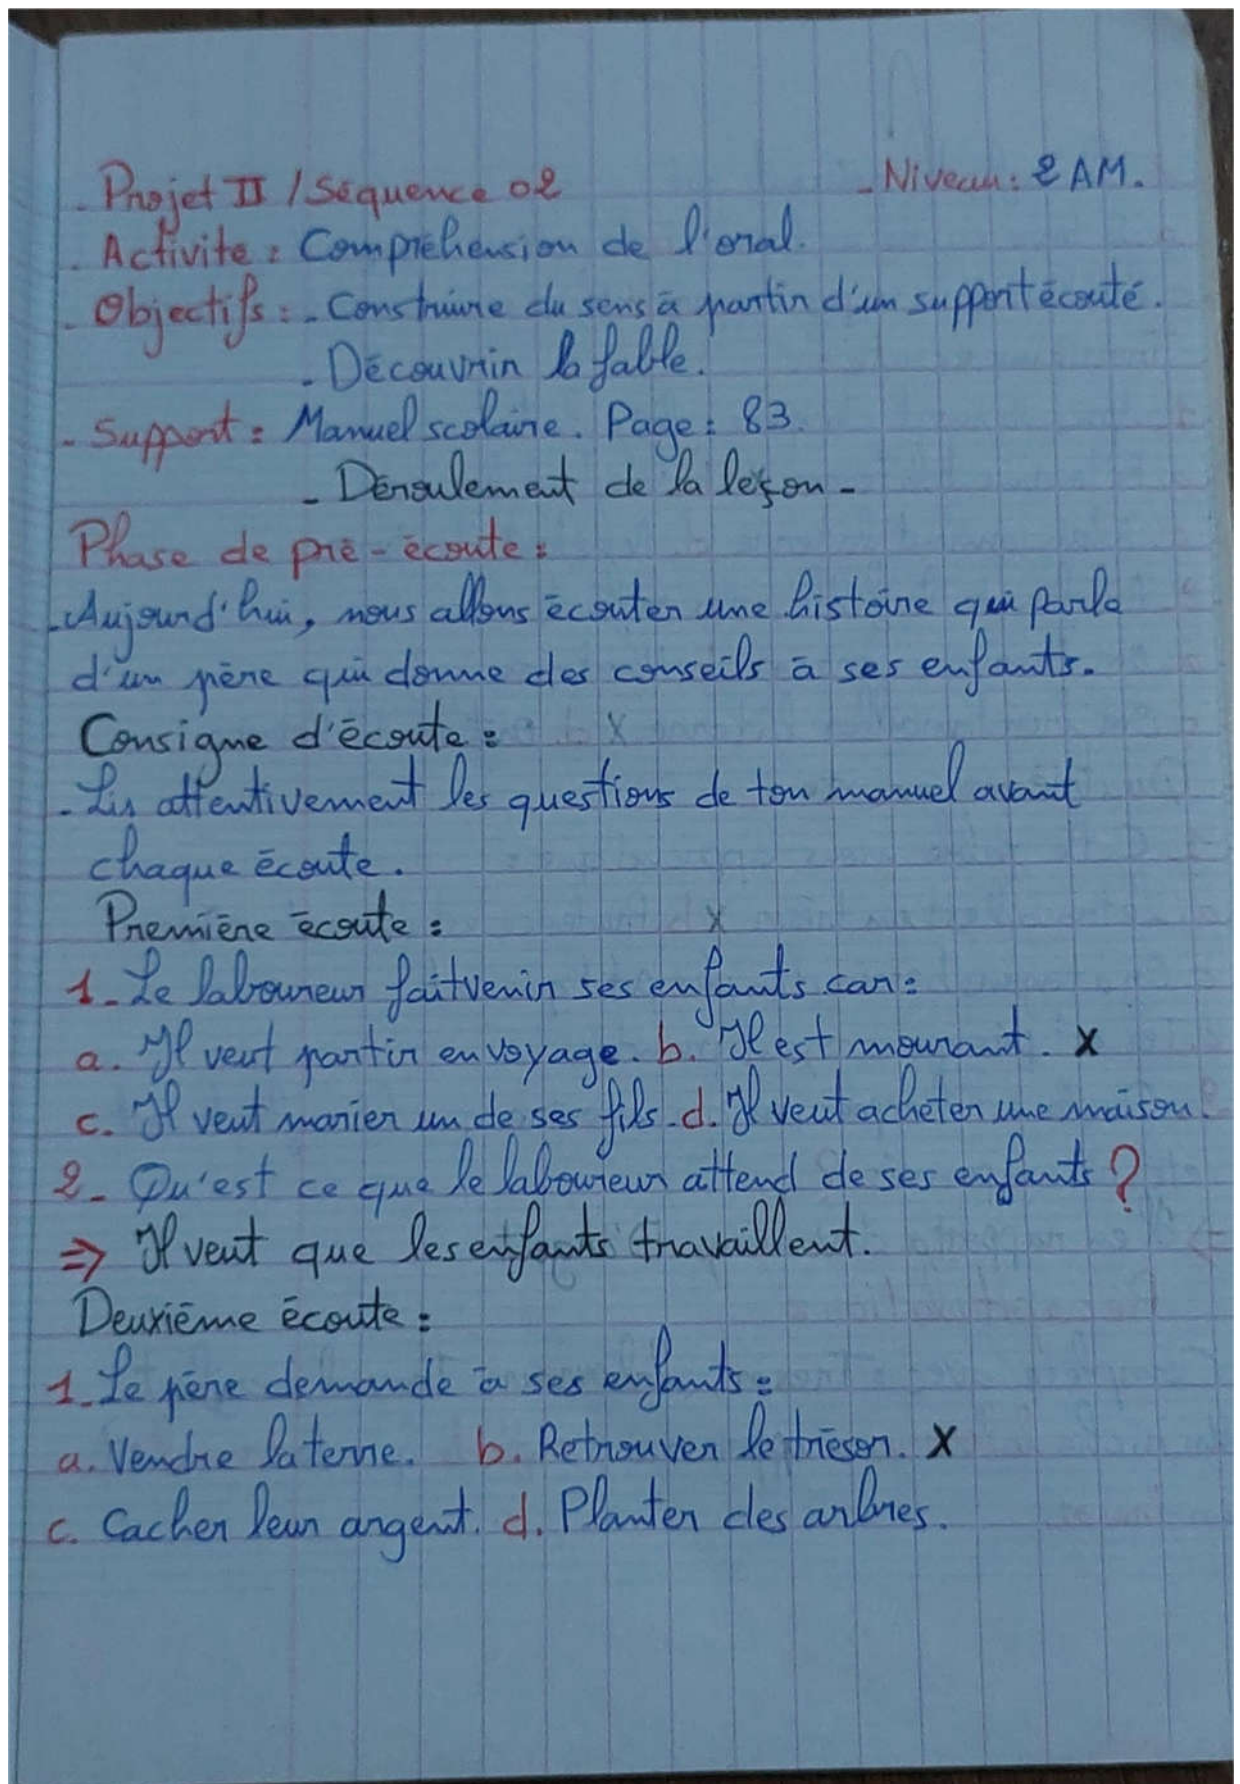 - Projet II / Séquence 02 - Niveau : 2 AM.
- Activité : Compréhension de l'oral.
- Objectifs : - Construire du sens à partir d'un support écouté.
- Découvrir la fable.
- Support : Manuel scolaire. Page : 83.
- Déroulement de la leçon -
Phase de pré-écoute :
- Aujourd'hui, nous allons écouter une histoire qui parle
d'un père qui donne des conseils à ses enfants.
Consigne d'écoute :
- Lis attentivement les questions de ton manuel avant
chaque écoute.
Première écoute :
1- Le laboureur fait venir ses enfants car :
a. Il veut partir en voyage. b. Il est mourant. X
c. Il veut marier un de ses fils. d. Il veut acheter une maison.
2- Qu'est ce que le laboureur attend de ses enfants ?
⇒ Il veut que les enfants travaillent.
Deuxième écoute :
1- Le père demande à ses enfants :
a. Vendre la terre. b. Retrouver le trésor. X
c. Cacher leur argent. d. Planter des arbres.